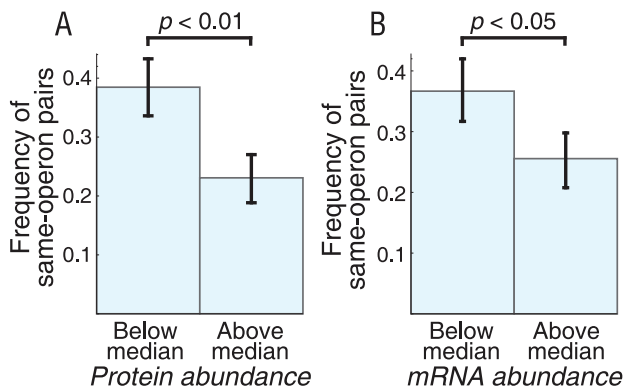 A
p < 0.01
Frequency of
same-operon pairs
0.4
0.3
0.2
0.1
Below
median
Above
median
Protein abundance
B
p < 0.05
Frequency of
same-operon pairs
0.4
0.3
0.2
0.1
Below
median
Above
median
mRNA abundance